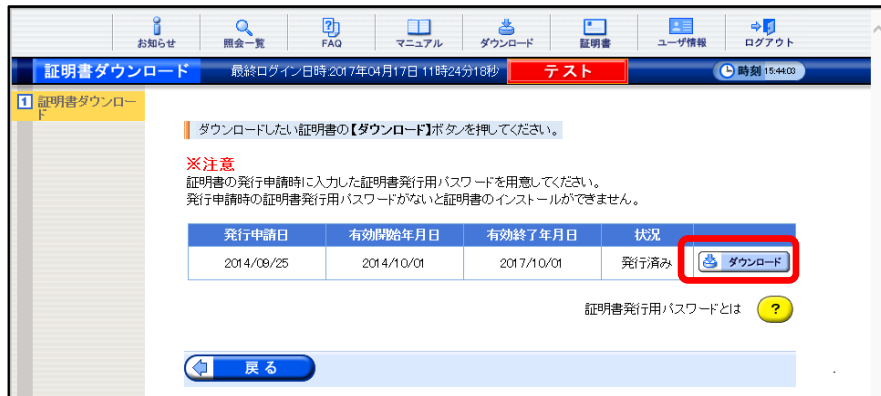 お知らせ 照会一覧 FAQ マニュアル ダウンロード 証明書 ユーザ情報 ログアウト
証明書ダウンロード 最終ログイン日時:2017年04月17日 11時24分18秒 テスト 時刻 15:44:03
1 証明書ダウンロー
ド
ダウンロードしたい証明書の【ダウンロード】ボタンを押してください。
※注意
証明書の発行申請時に入力した証明書発行用パスワードを用意してください。
発行申請時の証明書発行用パスワードがないと証明書のインストールができません。
発行申請日 有効開始年月日 有効終了年月日 状況
2014/09/25 2014/10/01 2017/10/01 発行済み ダウンロード
証明書発行用パスワードとは ?
戻る